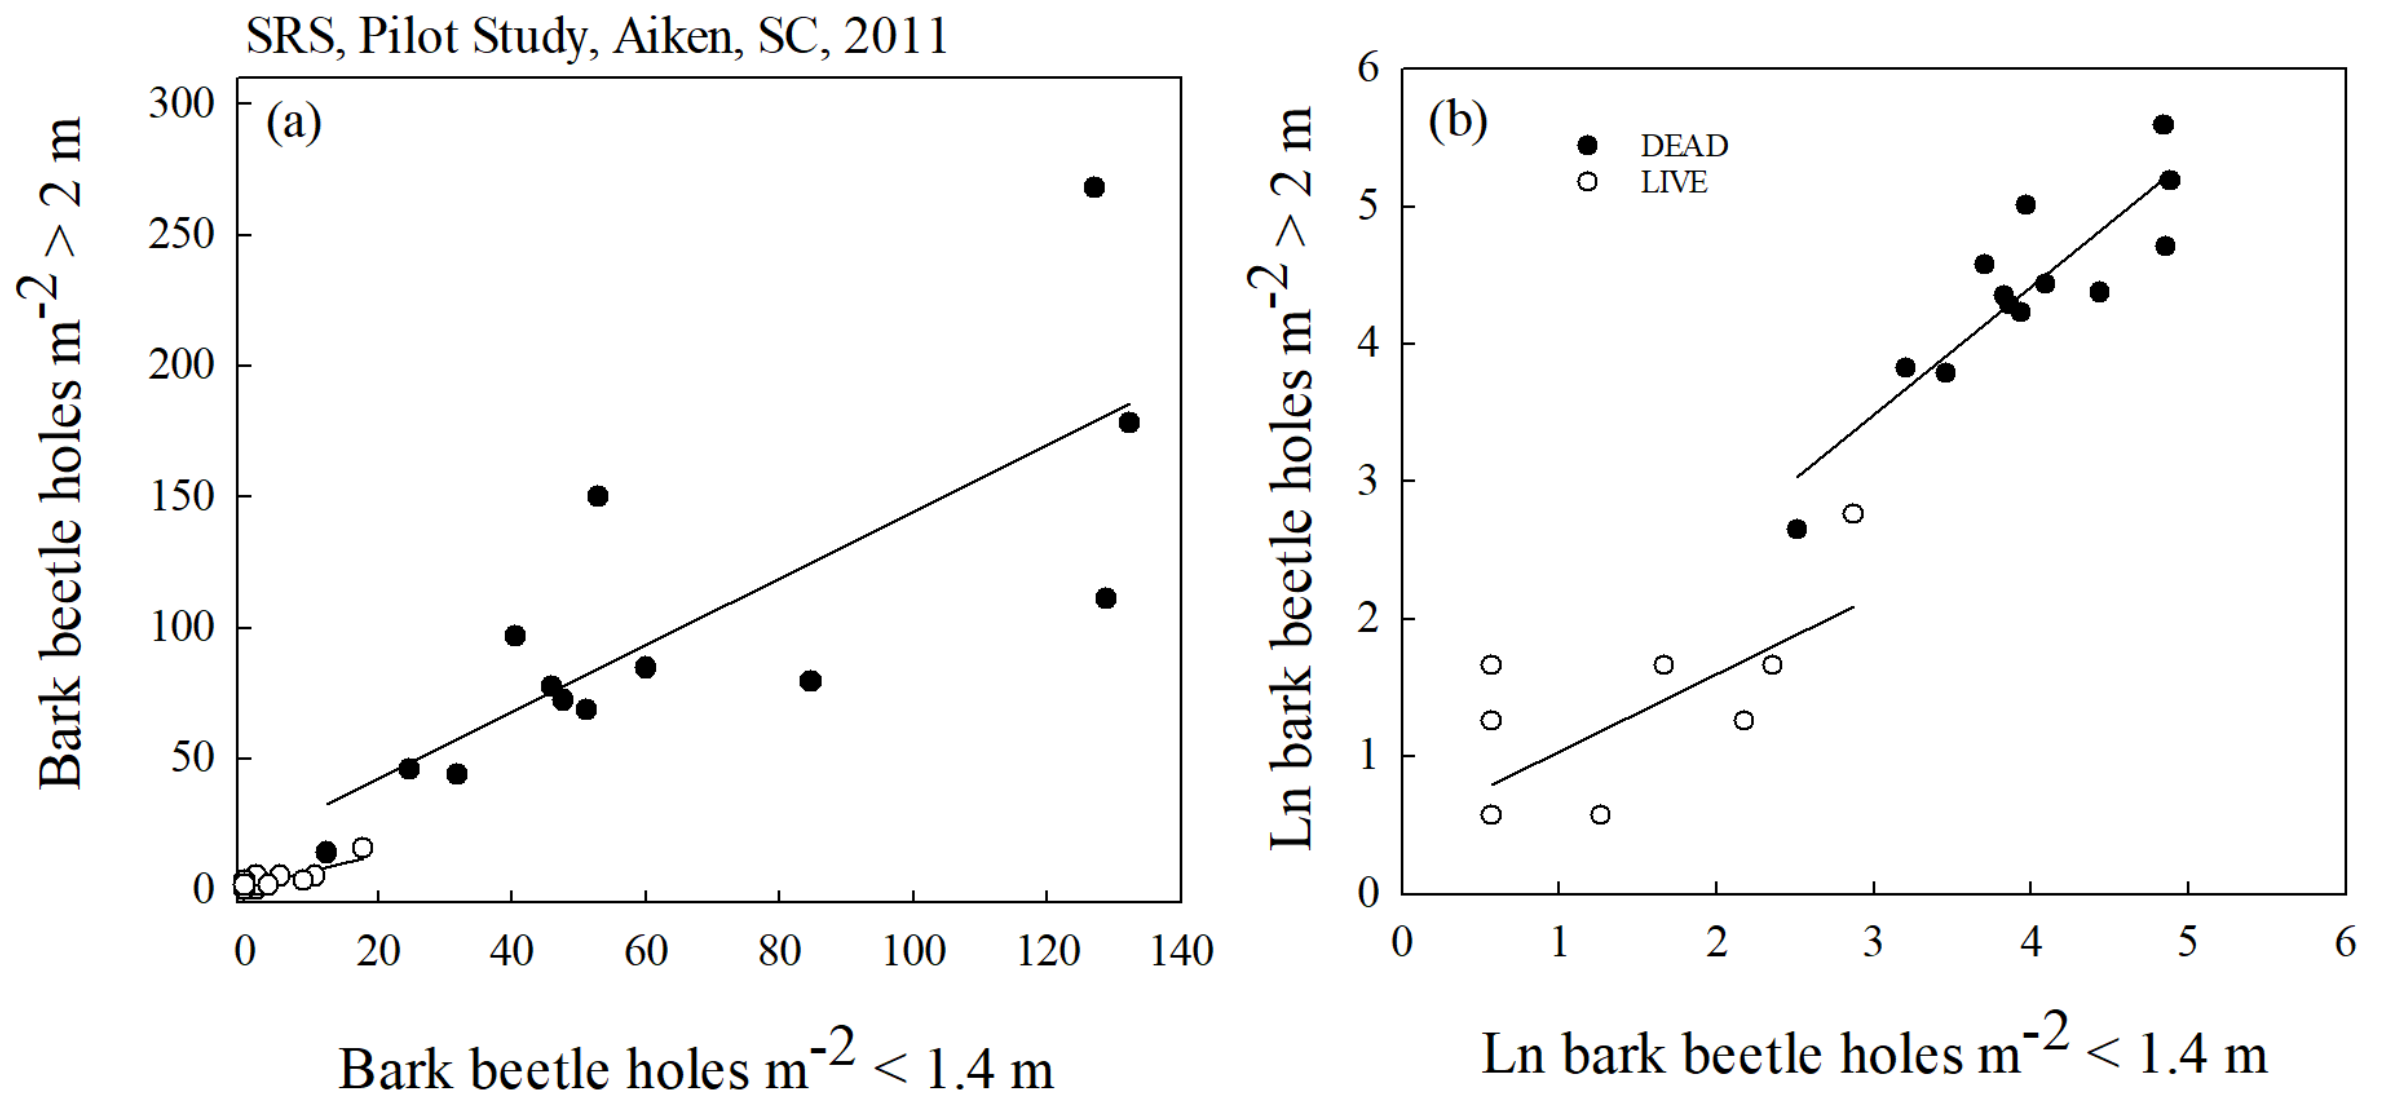 SRS, Pilot Study, Aiken, SC, 2011
(a)
Bark beetle holes m-2 > 2 m
300
250
200
150
100
50
0
0 20 40 60 80 100 120 140
Bark beetle holes m-2 < 1.4 m
(b)
DEAD
LIVE
Ln bark beetle holes m-2 > 2 m
6
5
4
3
2
1
0
0 1 2 3 4 5 6
Ln bark beetle holes m-2 < 1.4 m